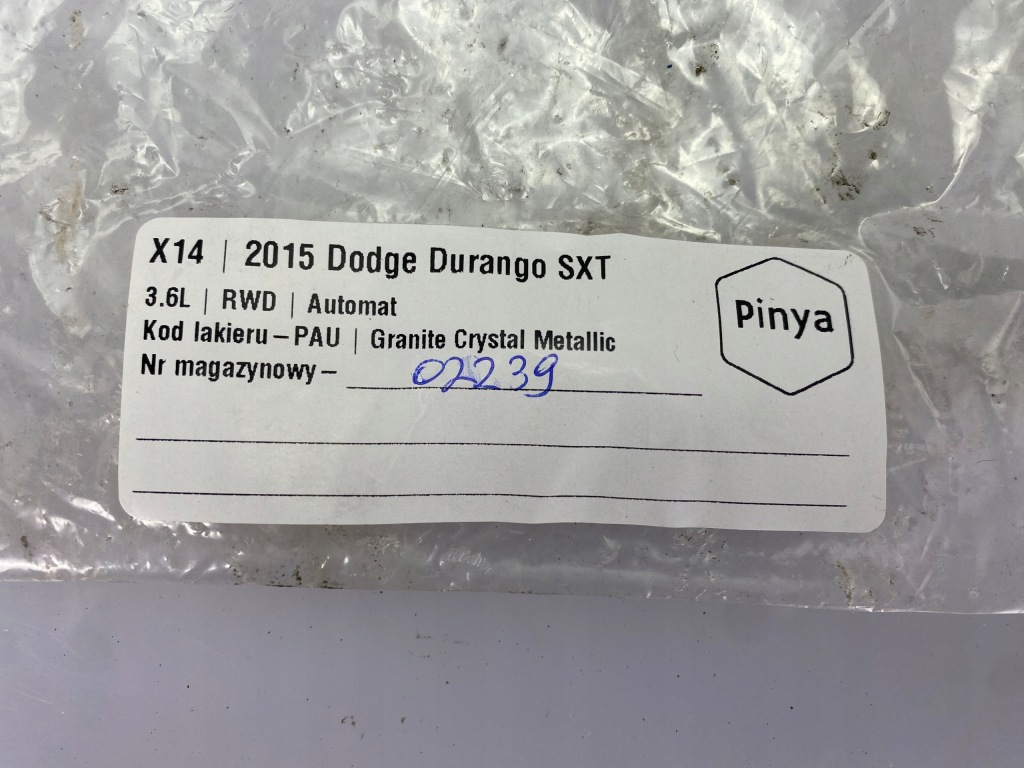 X14 | 2015 Dodge Durango SXT
3.6L | RWD | Automat
Kod lakieru – PAU | Granite Crystal Metallic
Nr magazynowy – 02239
Pinya